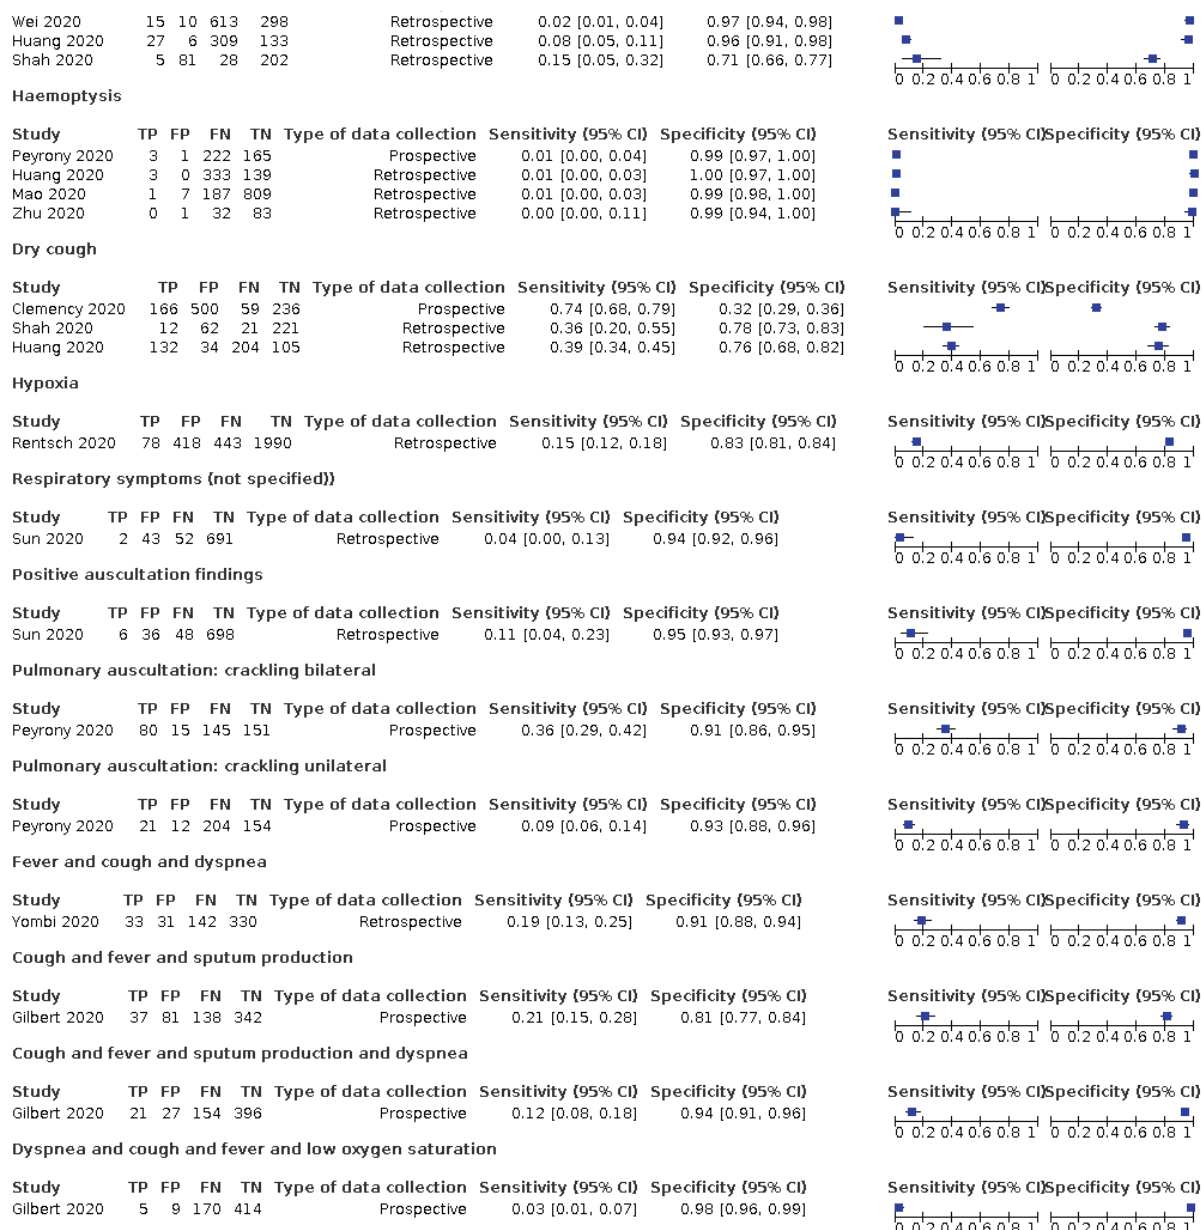 Wei 2020 15 10 613 298 Retrospective 0.02 [0.01, 0.04] 0.97 [0.94, 0.98]
Huang 2020 27 6 309 133 Retrospective 0.08 [0.05, 0.11] 0.96 [0.91, 0.98]
Shah 2020 5 81 28 202 Retrospective 0.15 [0.05, 0.32] 0.71 [0.66, 0.77]
0 0.2 0.4 0.6 0.8 1 0 0.2 0.4 0.6 0.8 1
Haemoptysis
Study TP FP FN TN Type of data collection Sensitivity (95% CI) Specificity (95% CI) Sensitivity (95% CI) Specificity (95% CI)
Peyrony 2020 3 1 222 165 Prospective 0.01 [0.00, 0.04] 0.99 [0.97, 1.00]
Huang 2020 3 0 333 139 Retrospective 0.01 [0.00, 0.03] 1.00 [0.97, 1.00]
Mao 2020 1 7 187 809 Retrospective 0.01 [0.00, 0.03] 0.99 [0.98, 1.00]
Zhu 2020 0 1 32 83 Retrospective 0.00 [0.00, 0.11] 0.99 [0.94, 1.00]
0 0.2 0.4 0.6 0.8 1 0 0.2 0.4 0.6 0.8 1
Dry cough
Study TP FP FN TN Type of data collection Sensitivity (95% CI) Specificity (95% CI) Sensitivity (95% CI) Specificity (95% CI)
Clemency 2020 166 500 59 236 Prospective 0.74 [0.68, 0.79] 0.32 [0.29, 0.36]
Shah 2020 12 62 21 221 Retrospective 0.36 [0.20, 0.55] 0.78 [0.73, 0.83]
Huang 2020 132 34 204 105 Retrospective 0.39 [0.34, 0.45] 0.76 [0.68, 0.82]
0 0.2 0.4 0.6 0.8 1 0 0.2 0.4 0.6 0.8 1
Hypoxia
Study TP FP FN TN Type of data collection Sensitivity (95% CI) Specificity (95% CI) Sensitivity (95% CI) Specificity (95% CI)
Rentsch 2020 78 418 443 1990 Retrospective 0.15 [0.12, 0.18] 0.83 [0.81, 0.84]
0 0.2 0.4 0.6 0.8 1 0 0.2 0.4 0.6 0.8 1
Respiratory symptoms (not specified))
Study TP FP FN TN Type of data collection Sensitivity (95% CI) Specificity (95% CI) Sensitivity (95% CI) Specificity (95% CI)
Sun 2020 2 43 52 691 Retrospective 0.04 [0.00, 0.13] 0.94 [0.92, 0.96]
0 0.2 0.4 0.6 0.8 1 0 0.2 0.4 0.6 0.8 1
Positive auscultation findings
Study TP FP FN TN Type of data collection Sensitivity (95% CI) Specificity (95% CI) Sensitivity (95% CI) Specificity (95% CI)
Sun 2020 6 36 48 698 Retrospective 0.11 [0.04, 0.23] 0.95 [0.93, 0.97]
0 0.2 0.4 0.6 0.8 1 0 0.2 0.4 0.6 0.8 1
Pulmonary auscultation: crackling bilateral
Study TP FP FN TN Type of data collection Sensitivity (95% CI) Specificity (95% CI) Sensitivity (95% CI) Specificity (95% CI)
Peyrony 2020 80 15 145 151 Prospective 0.36 [0.29, 0.42] 0.91 [0.86, 0.95]
0 0.2 0.4 0.6 0.8 1 0 0.2 0.4 0.6 0.8 1
Pulmonary auscultation: crackling unilateral
Study TP FP FN TN Type of data collection Sensitivity (95% CI) Specificity (95% CI) Sensitivity (95% CI) Specificity (95% CI)
Peyrony 2020 21 12 204 154 Prospective 0.09 [0.06, 0.14] 0.93 [0.88, 0.96]
0 0.2 0.4 0.6 0.8 1 0 0.2 0.4 0.6 0.8 1
Fever and cough and dyspnea
Study TP FP FN TN Type of data collection Sensitivity (95% CI) Specificity (95% CI) Sensitivity (95% CI) Specificity (95% CI)
Yombi 2020 33 31 142 330 Retrospective 0.19 [0.13, 0.25] 0.91 [0.88, 0.94]
0 0.2 0.4 0.6 0.8 1 0 0.2 0.4 0.6 0.8 1
Cough and fever and sputum production
Study TP FP FN TN Type of data collection Sensitivity (95% CI) Specificity (95% CI) Sensitivity (95% CI) Specificity (95% CI)
Gilbert 2020 37 81 138 342 Prospective 0.21 [0.15, 0.28] 0.81 [0.77, 0.84]
0 0.2 0.4 0.6 0.8 1 0 0.2 0.4 0.6 0.8 1
Cough and fever and sputum production and dyspnea
Study TP FP FN TN Type of data collection Sensitivity (95% CI) Specificity (95% CI) Sensitivity (95% CI) Specificity (95% CI)
Gilbert 2020 21 27 154 396 Prospective 0.12 [0.08, 0.18] 0.94 [0.91, 0.96]
0 0.2 0.4 0.6 0.8 1 0 0.2 0.4 0.6 0.8 1
Dyspnea and cough and fever and low oxygen saturation
Study TP FP FN TN Type of data collection Sensitivity (95% CI) Specificity (95% CI) Sensitivity (95% CI) Specificity (95% CI)
Gilbert 2020 5 9 170 414 Prospective 0.03 [0.01, 0.07] 0.98 [0.96, 0.99]
0 0.2 0.4 0.6 0.8 1 0 0.2 0.4 0.6 0.8 1